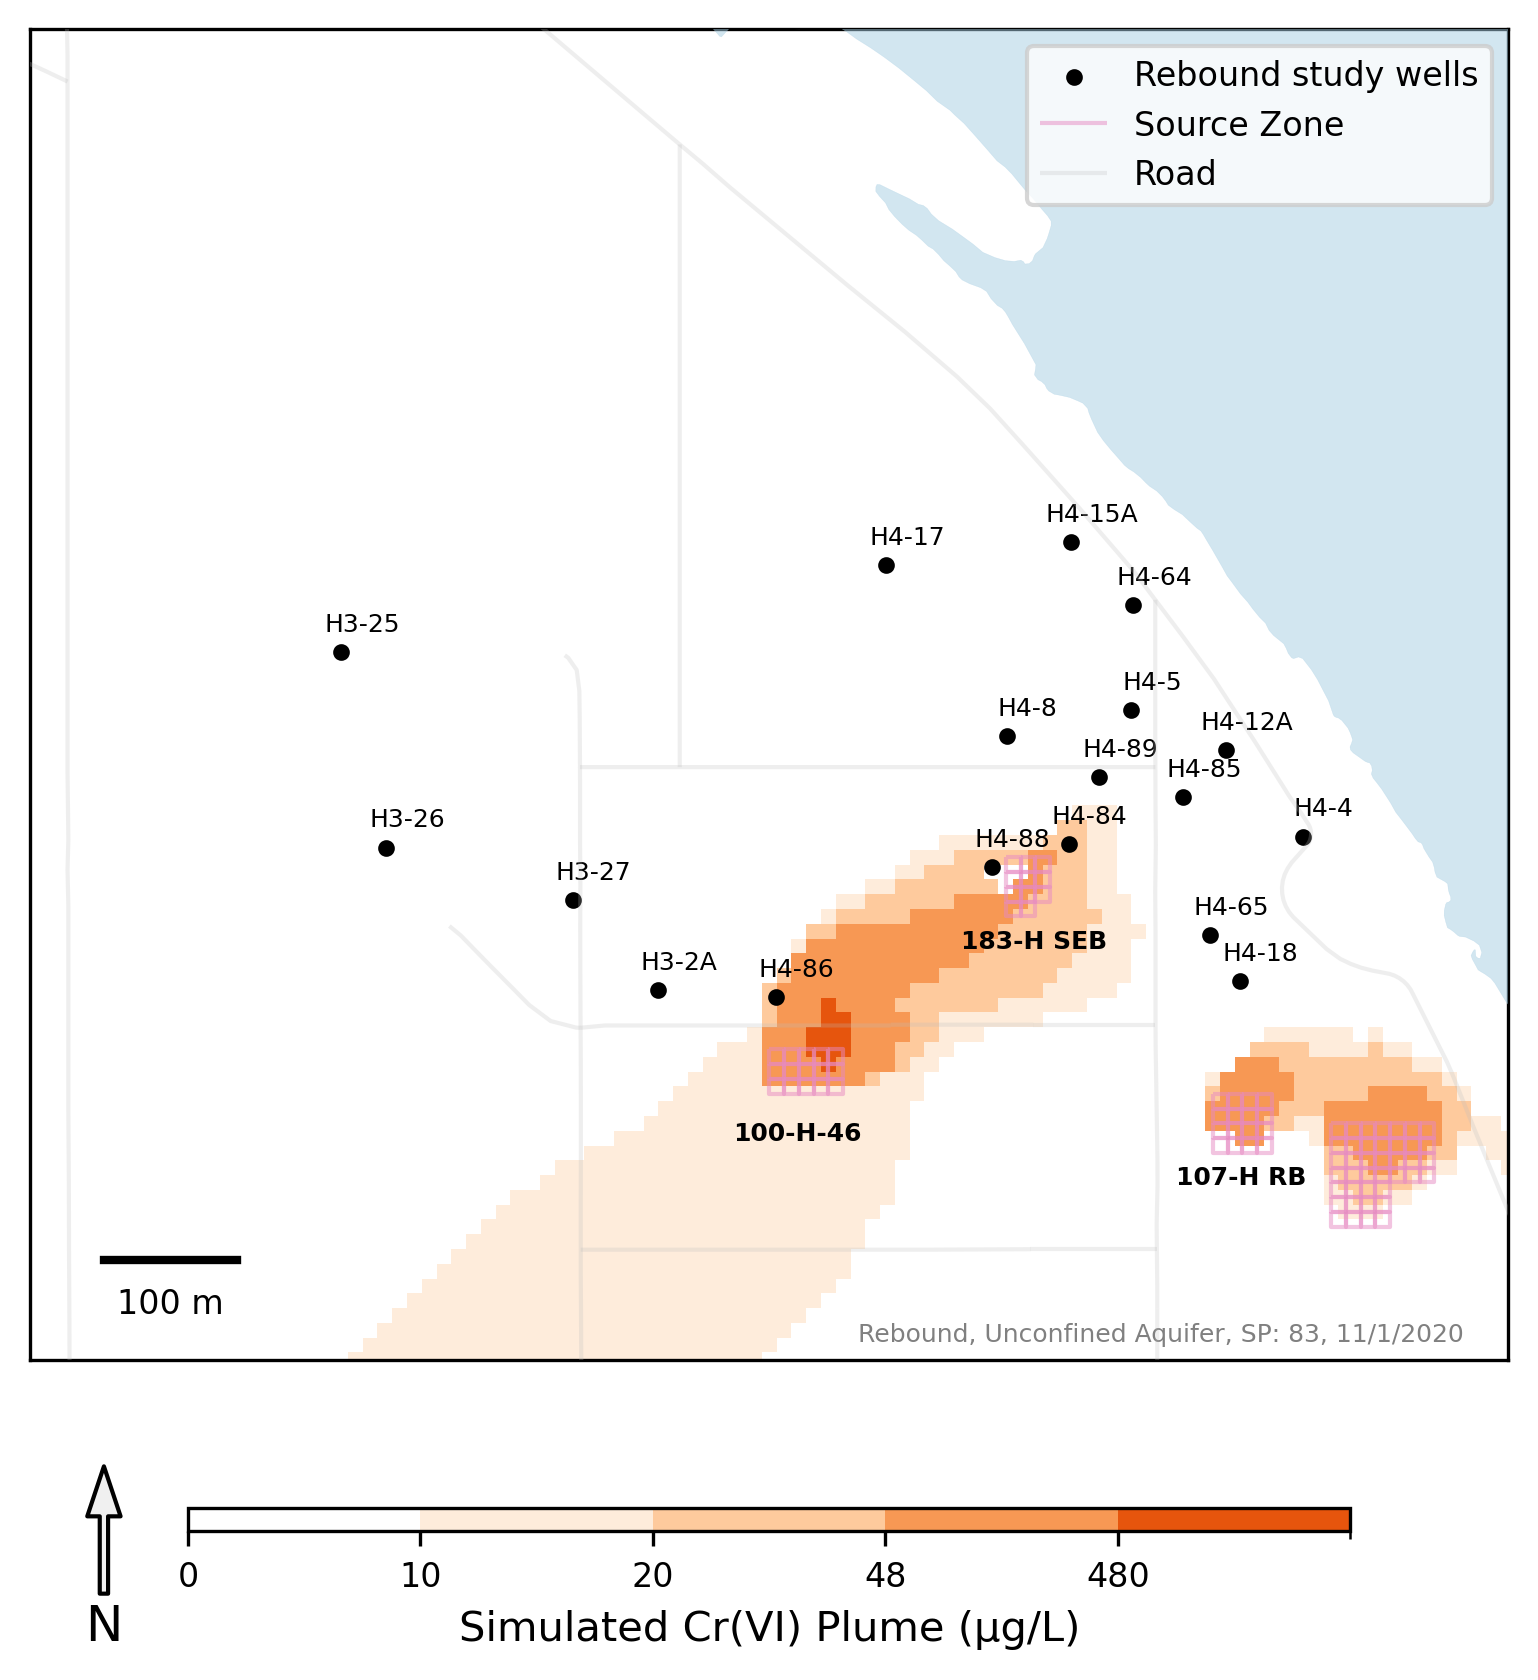 Rebound study wells
Source Zone
Road
H4-15A
H4-17
H4-64
H3-25
H4-5
H4-8
H4-12A
H4-89
H4-85
H4-4
H4-84
H3-26
H4-88
H3-27
H4-65
183-H SEB
H4-18
H3-2A
H4-86
100-H-46
107-H RB
100 m
Rebound, Unconfined Aquifer, SP: 83, 11/1/2020
0 10 20 48 480
N
Simulated Cr(VI) Plume (µg/L)